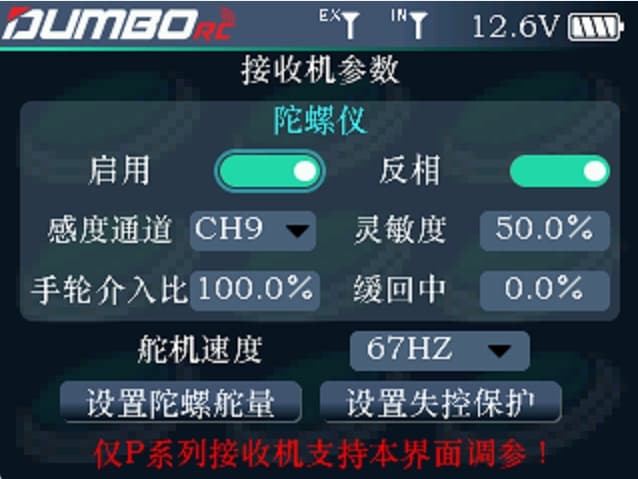 DUMBORC EX IN 12.6V
接收机参数
陀螺仪
启用 反相
感度通道 CH9 灵敏度 50.0%
手轮介入比 100.0% 缓回中 0.0%
舵机速度 67HZ
设置陀螺舵量 设置失控保护
仅P系列接收机支持本界面调参！